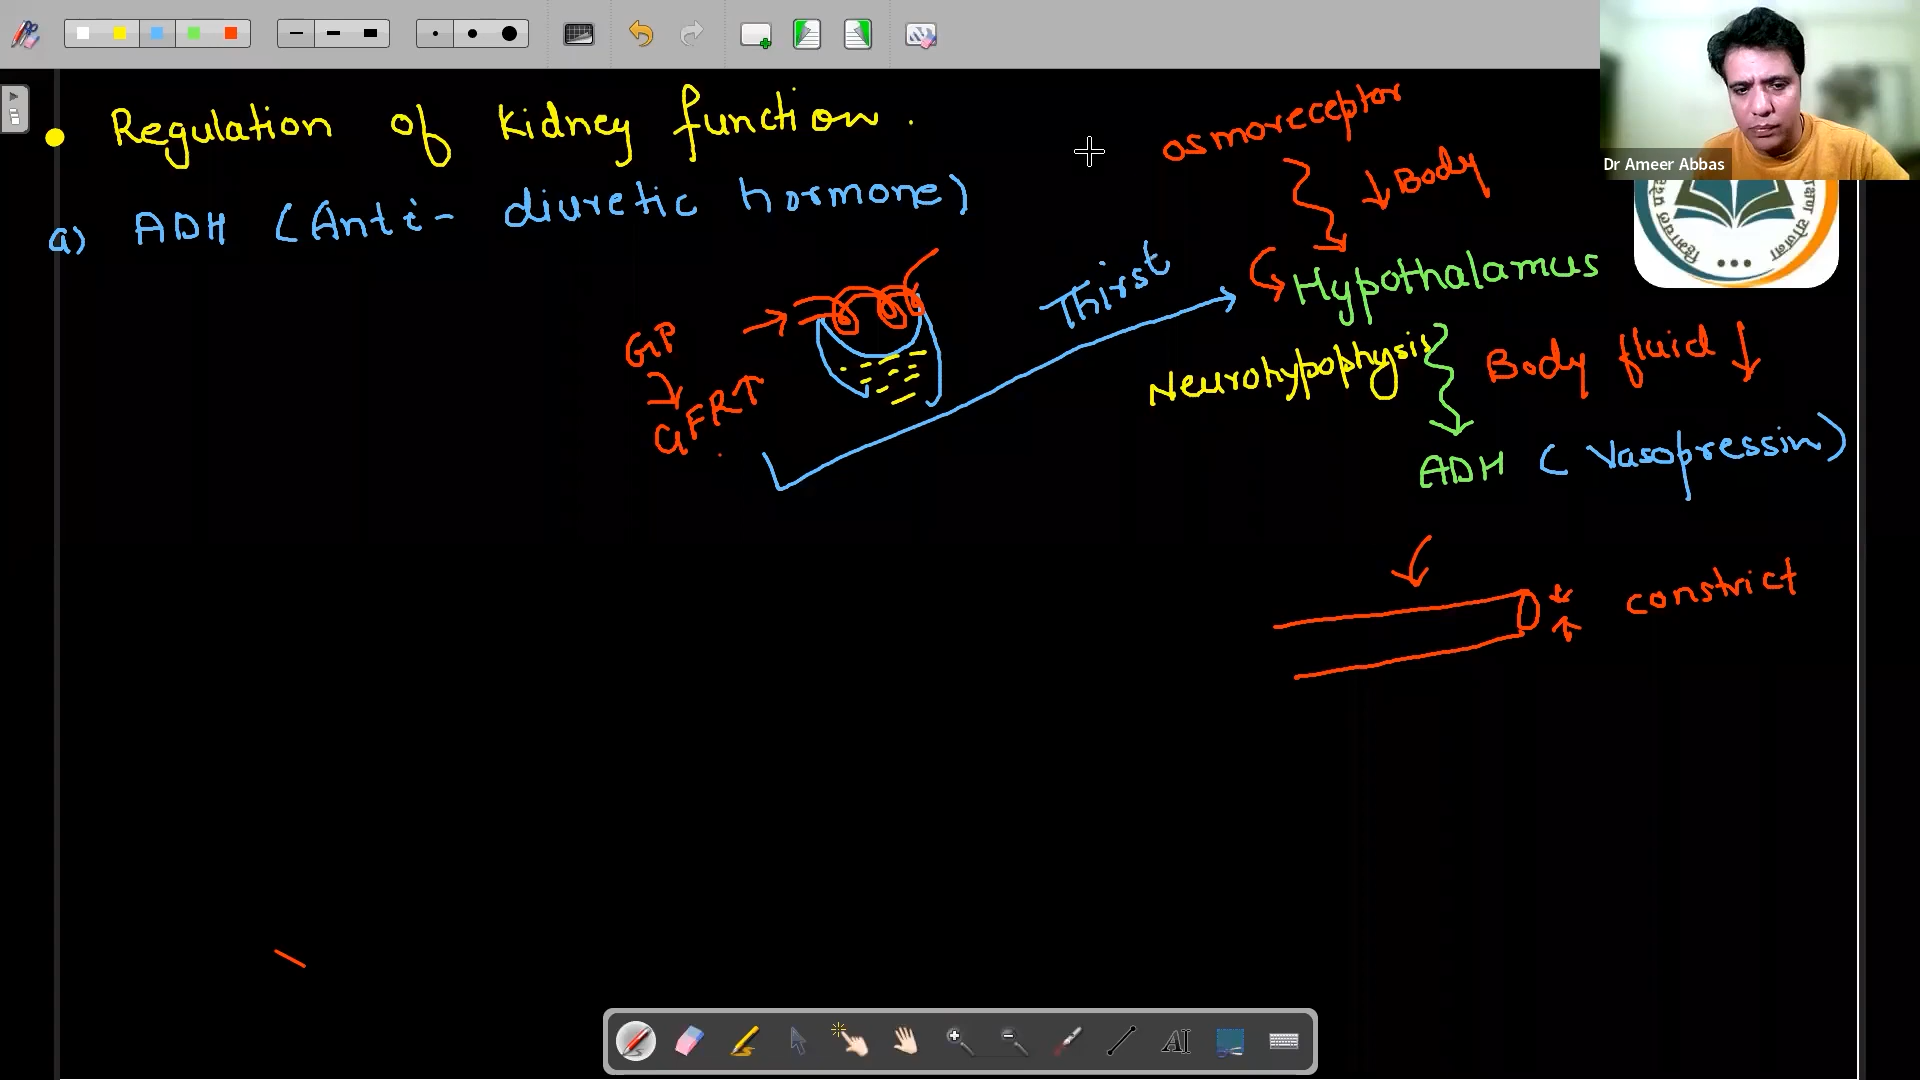 Regulation of kidney function.
a) ADH (Anti-diuretic hormone)
osmoreceptor
↓ Body
Hypothalamus
Thirst
GP
GFR↑
Neurohypophysis
Body fluid ↓
ADH (Vasopressin)
constrict
Dr Ameer Abbas
AI